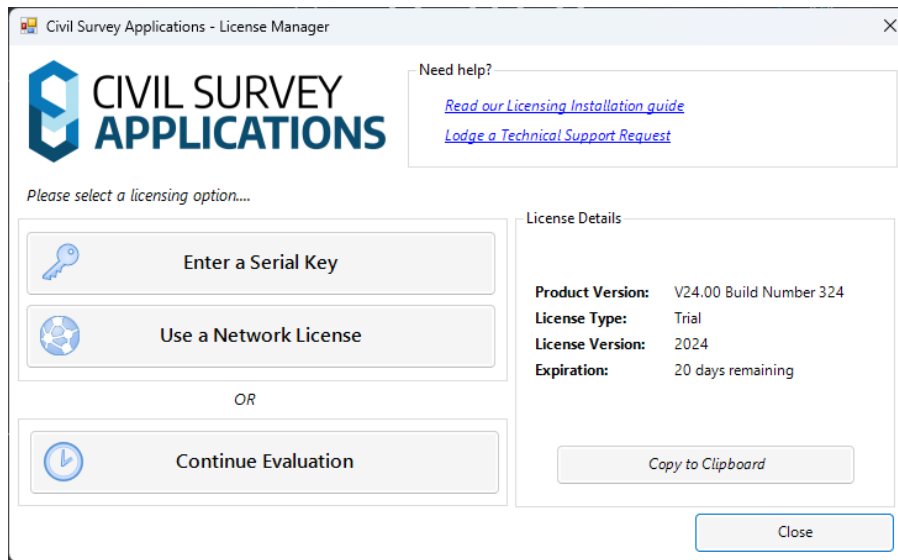 Civil Survey Applications - License Manager
CIVIL SURVEY
APPLICATIONS
Need help?
Read our Licensing Installation guide
Lodge a Technical Support Request
Please select a licensing option....
Enter a Serial Key
Use a Network License
OR
Continue Evaluation
License Details
Product Version: V24.00 Build Number 324
License Type: Trial
License Version: 2024
Expiration: 20 days remaining
Copy to Clipboard
Close